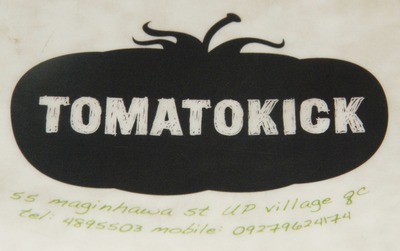 TOMATOKICK
55 maginhawa st UP village qc
tel: 4895503 mobile: 09279624174